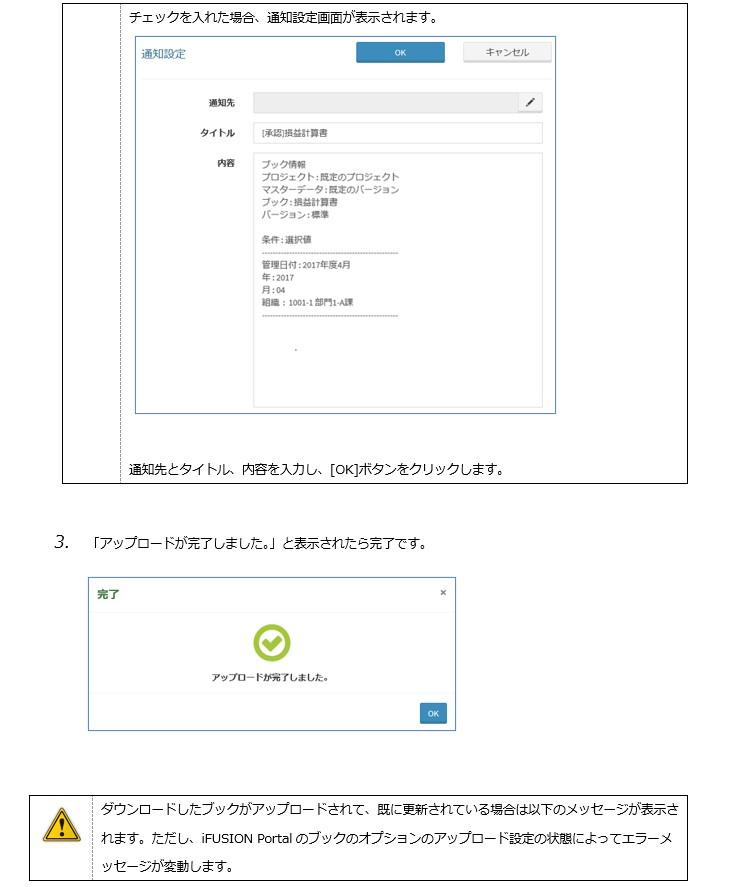 チェックを入れた場合、通知設定画面が表示されます。
通知設定
OK
キャンセル
通知先
タイトル
[承認]損益計算書
内容
ブック情報
プロジェクト:既定のプロジェクト
マスターデータ:既定のバージョン
ブック:損益計算書
バージョン:標準
条件:選択値
--------------------------------------------------
管理日付:2017年度4月
年:2017
月:04
組織：1001-1 部門1-A課
--------------------------------------------------
通知先とタイトル、内容を入力し、[OK]ボタンをクリックします。
3. 「アップロードが完了しました。」と表示されたら完了です。
完了
×
アップロードが完了しました。
OK
ダウンロードしたブックがアップロードされて、既に更新されている場合は以下のメッセージが表示さ
れます。ただし、iFUSION Portal のブックのオプションのアップロード設定の状態によってエラーメ
ッセージが変動します。